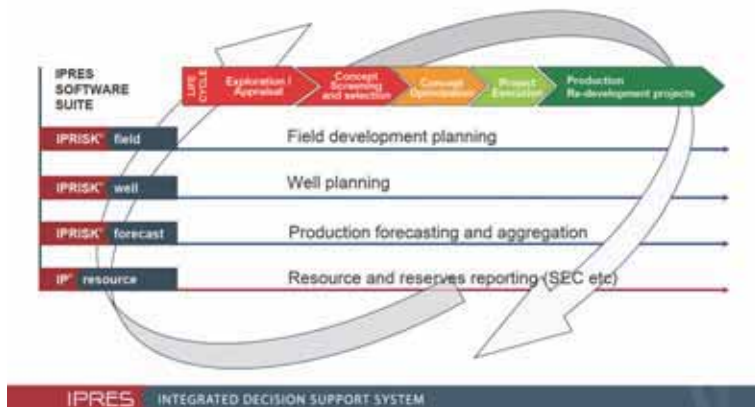 IPRES
SOFTWARE
SUITE
LIFE
CYCLE
Exploration /
Appraisal
Concept
Screening
and selection
Concept
Optimization
Project
Execution
Production
Re-development projects
IPRISK® field
Field development planning
IPRISK® well
Well planning
IPRISK® forecast
Production forecasting and aggregation
IP® resource
Resource and reserves reporting (SEC etc)
IPRES INTEGRATED DECISION SUPPORT SYSTEM